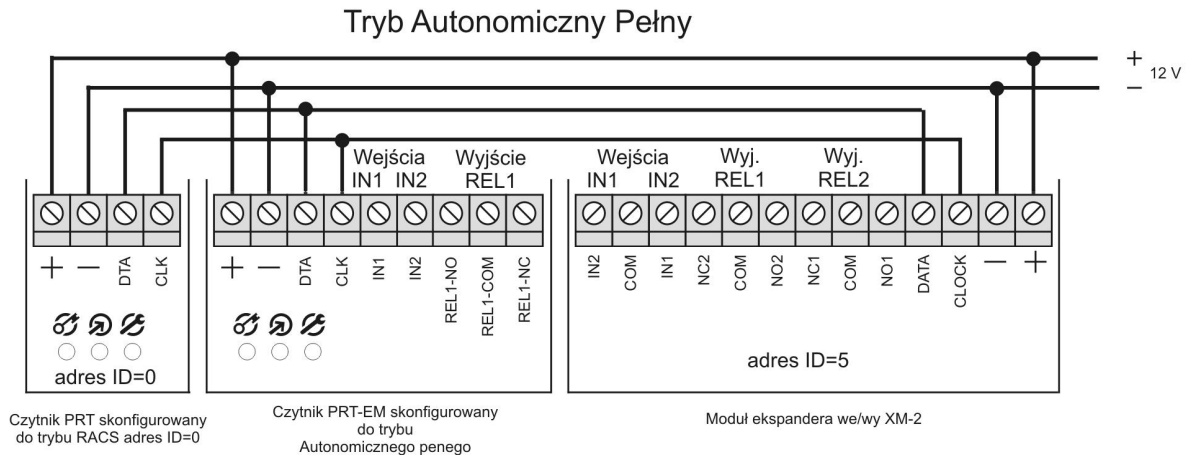 Tryb Autonomiczny Pełny
+
12 V
−
Wejścia
IN1 IN2
Wyjście
REL1
Wejścia
IN1 IN2
Wyj.
REL1
Wyj.
REL2
+ − DTA CLK
+ − DTA CLK IN1 IN2 REL1-NO REL1-COM REL1-NC
IN2 COM IN1 NC2 COM NO2 NC1 COM NO1 DATA CLOCK − +
adres ID=0
adres ID=5
Czytnik PRT skonfigurowany
do trybu RACS adres ID=0
Czytnik PRT-EM skonfigurowany
do trybu
Autonomicznego penego
Moduł ekspandera we/wy XM-2